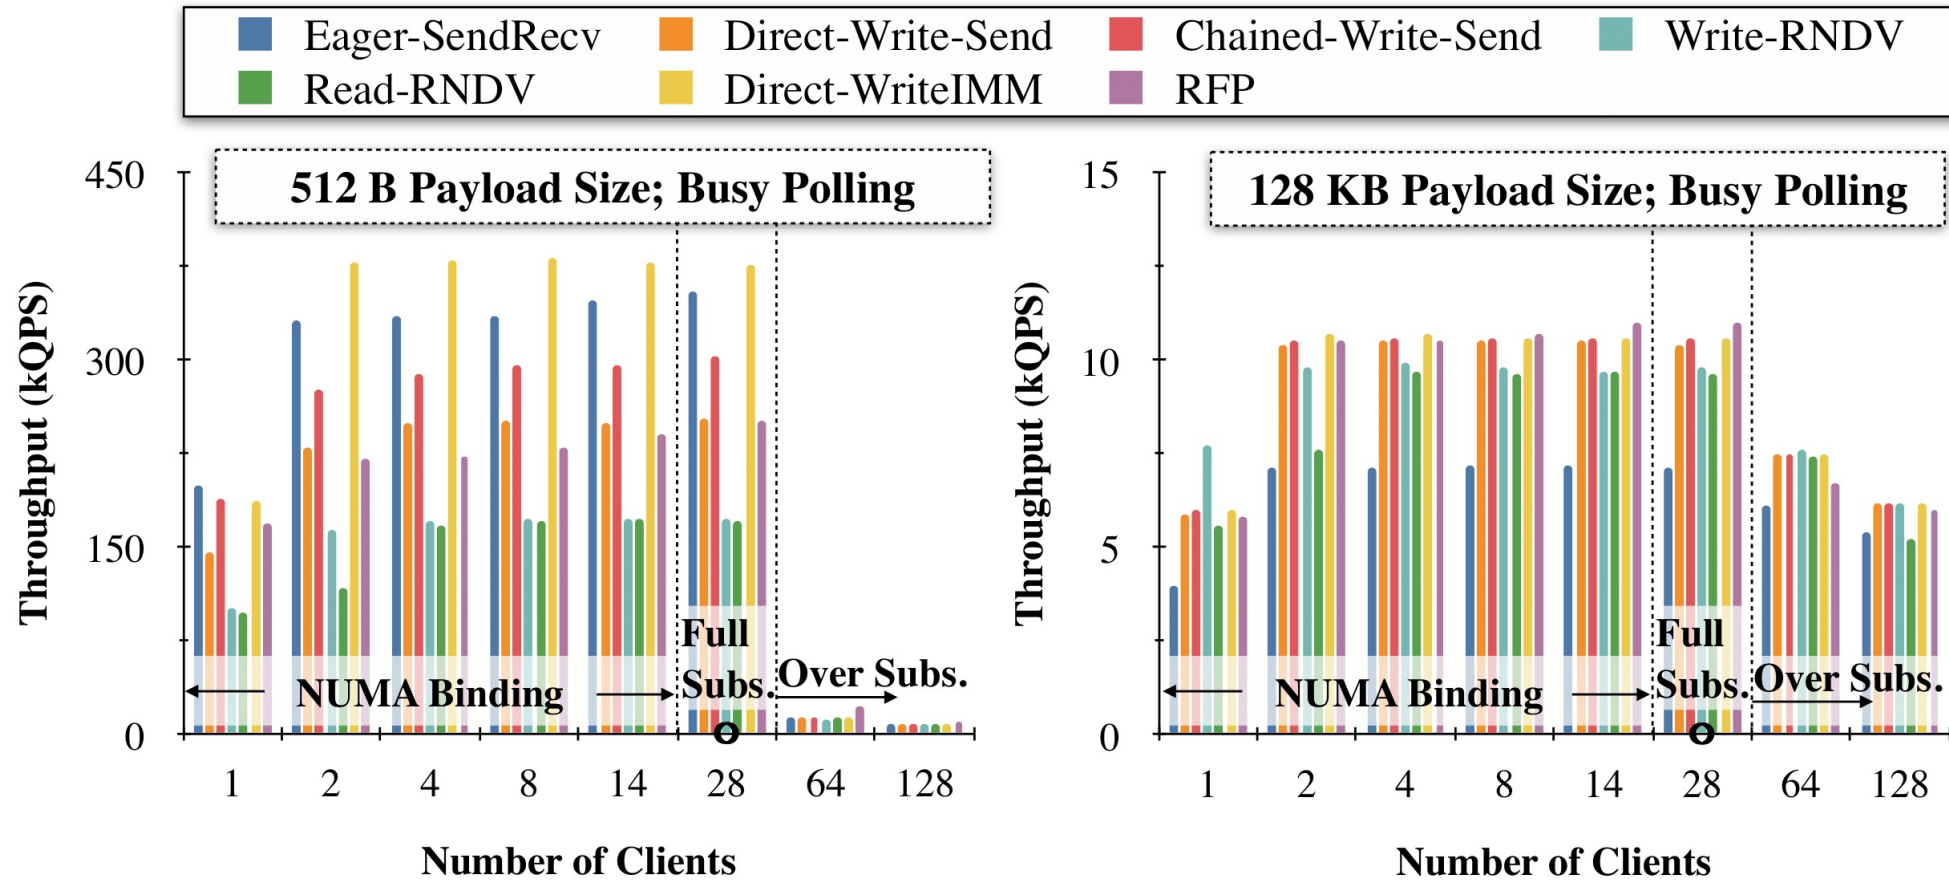 Eager-SendRecv Direct-Write-Send Chained-Write-Send Write-RNDV
Read-RNDV Direct-WriteIMM RFP
512 B Payload Size; Busy Polling
450
300
150
0
Throughput (kQPS)
NUMA Binding
Full
Subs.
Over Subs.
1 2 4 8 14 28 64 128
Number of Clients
128 KB Payload Size; Busy Polling
15
10
5
0
Throughput (kQPS)
NUMA Binding
Full
Subs.
Over Subs.
1 2 4 8 14 28 64 128
Number of Clients